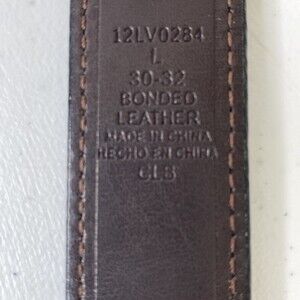 12LV0284
L
30-32
BONDED
LEATHER
MADE IN CHINA
HECHO EN CHINA
CLS